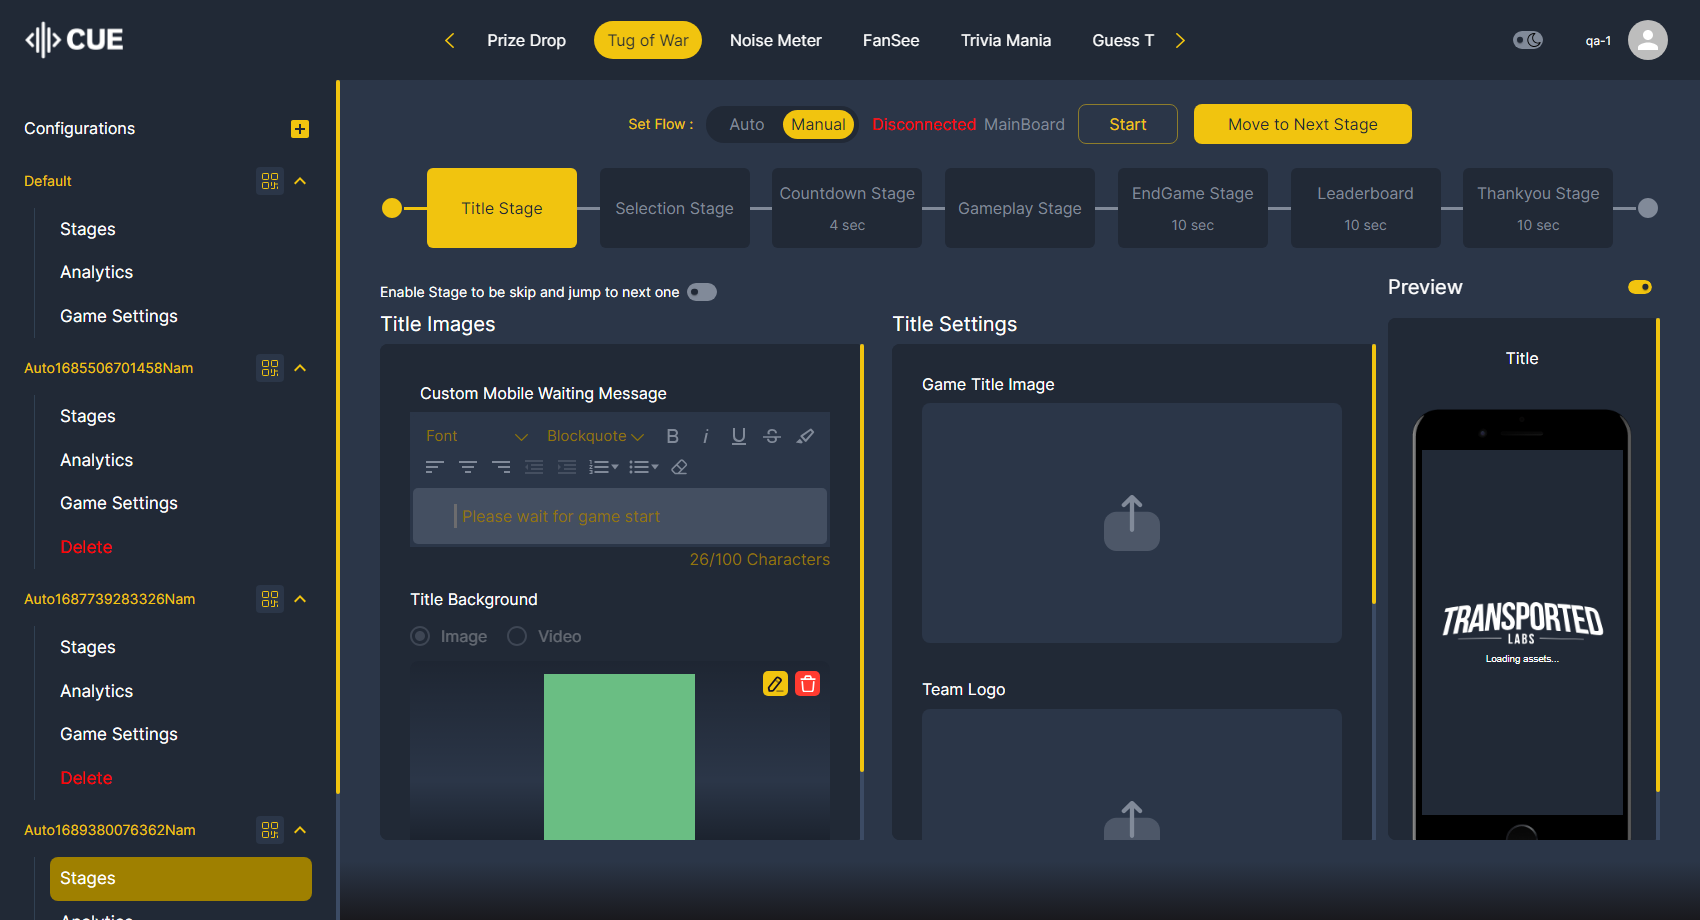 CUE
Prize Drop
Tug of War
Noise Meter
FanSee
Trivia Mania
Guess T
qa-1
Configurations
Default
Stages
Analytics
Game Settings
Auto1685506701458Nam
Stages
Analytics
Game Settings
Delete
Auto1687739283326Nam
Stages
Analytics
Game Settings
Delete
Auto1689380076362Nam
Stages
Analytics
Set Flow :
Auto
Manual
Disconnected MainBoard
Start
Move to Next Stage
Title Stage
Selection Stage
Countdown Stage
4 sec
Gameplay Stage
EndGame Stage
10 sec
Leaderboard
10 sec
Thankyou Stage
10 sec
Enable Stage to be skip and jump to next one
Title Images
Custom Mobile Waiting Message
Font
Blockquote
B
i
U
S
Please wait for game start
26/100 Characters
Title Background
Image
Video
Title Settings
Game Title Image
Team Logo
Preview
Title
TRANSPORTED
LABS
Loading assets...